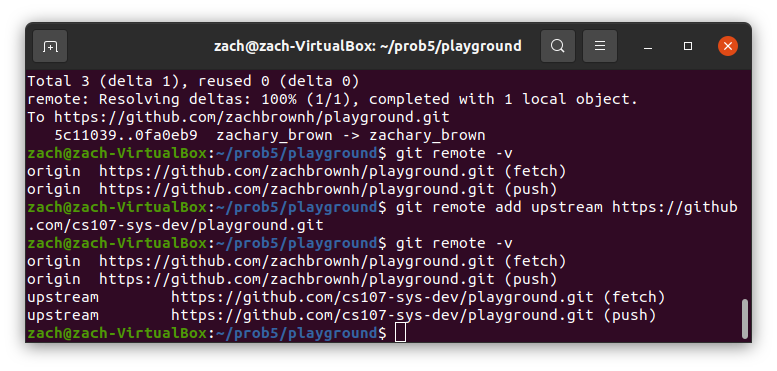 zach@zach-VirtualBox: ~/prob5/playground
Total 3 (delta 1), reused 0 (delta 0)
remote: Resolving deltas: 100% (1/1), completed with 1 local object.
To https://github.com/zachbrownh/playground.git
   5c11039..0fa0eb9  zachary_brown -> zachary_brown
zach@zach-VirtualBox:~/prob5/playground$ git remote -v
origin  https://github.com/zachbrownh/playground.git (fetch)
origin  https://github.com/zachbrownh/playground.git (push)
zach@zach-VirtualBox:~/prob5/playground$ git remote add upstream https://github
.com/cs107-sys-dev/playground.git
zach@zach-VirtualBox:~/prob5/playground$ git remote -v
origin  https://github.com/zachbrownh/playground.git (fetch)
origin  https://github.com/zachbrownh/playground.git (push)
upstream        https://github.com/cs107-sys-dev/playground.git (fetch)
upstream        https://github.com/cs107-sys-dev/playground.git (push)
zach@zach-VirtualBox:~/prob5/playground$